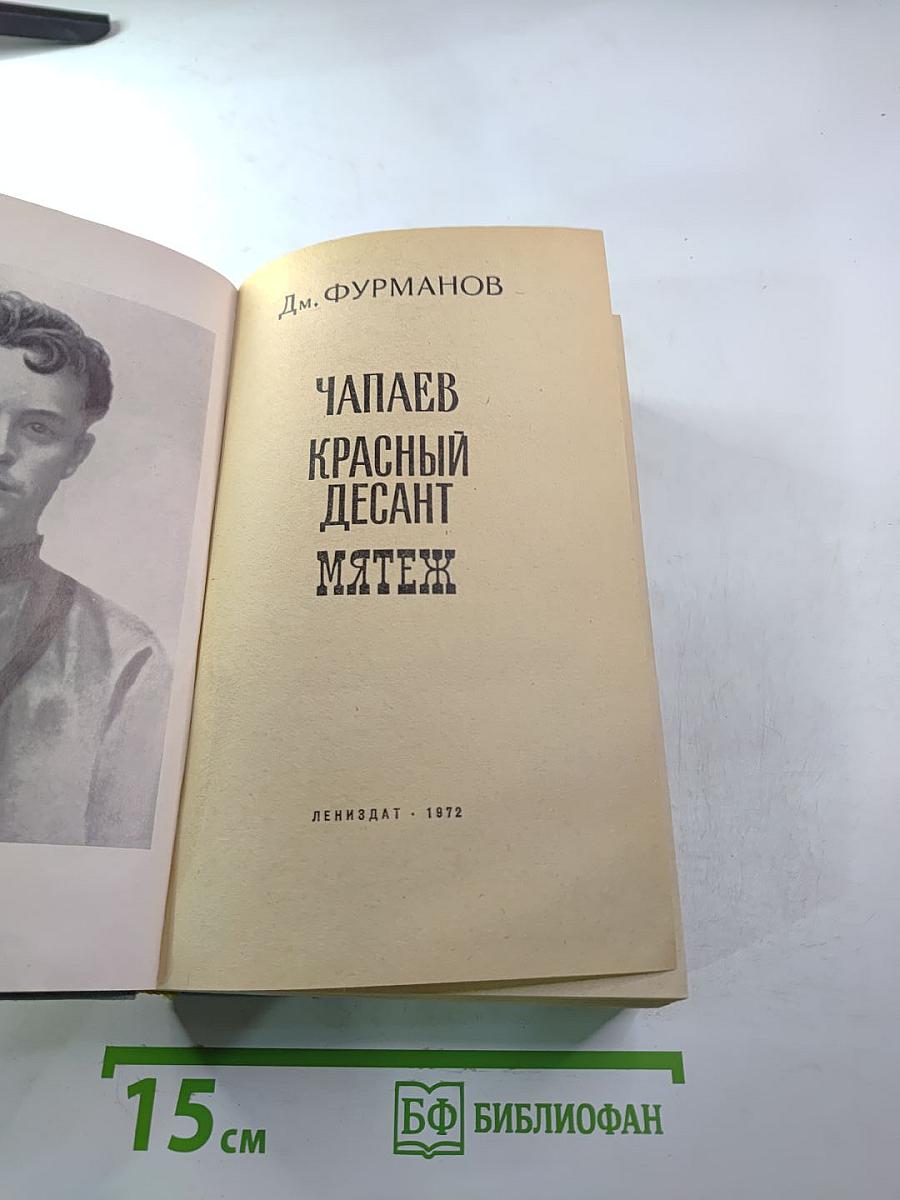 Дм. ФУРМАНОВ
ЧАПАЕВ
КРАСНЫЙ
ДЕСАНТ
МЯТЕЖ
ЛЕНИЗДАТ · 1972
15 см
БФ БИБЛИОФАН